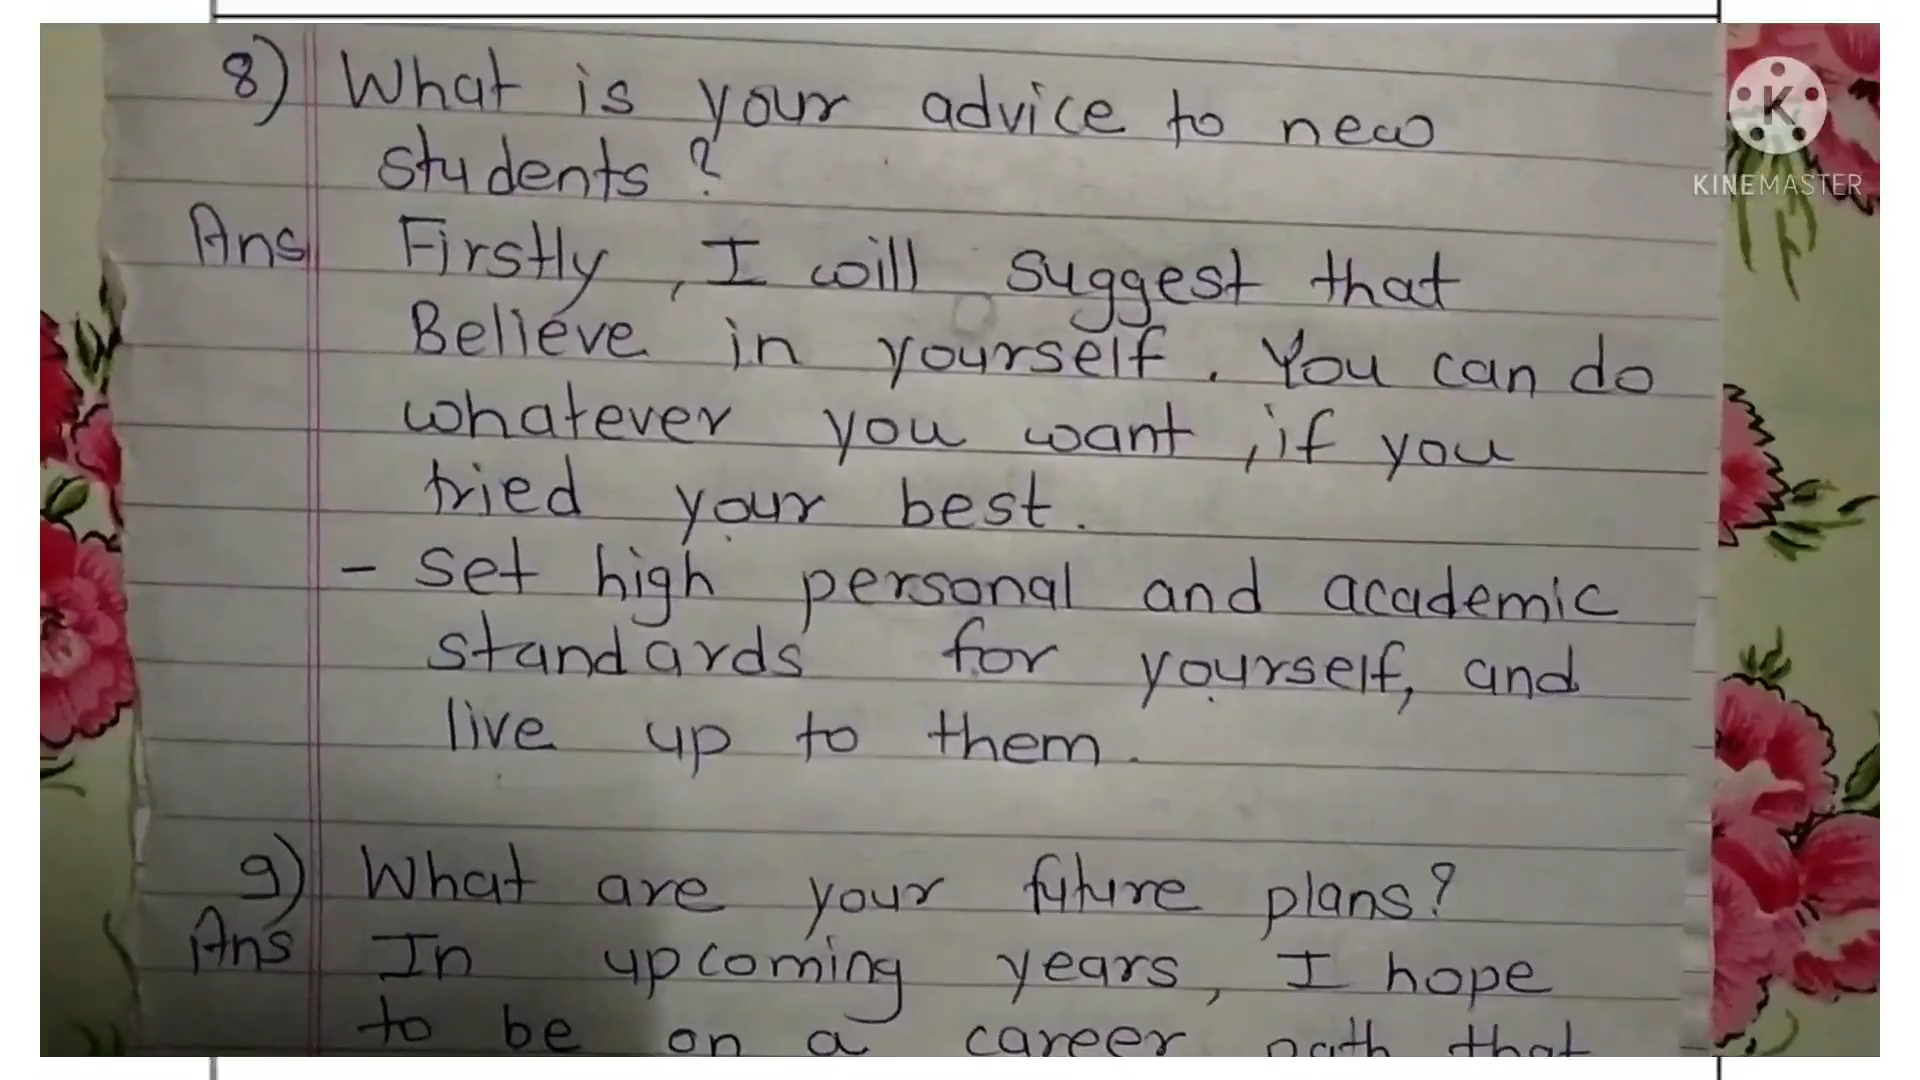 8) What is your advice to new
students?
Ans Firstly, I will suggest that
Believe in yourself. You can do
whatever you want, if you
tried your best.
- Set high personal and academic
standards for yourself, and
live up to them.
9) What are your future plans?
Ans In upcoming years, I hope
to be on a career path that
K
KINEMASTER